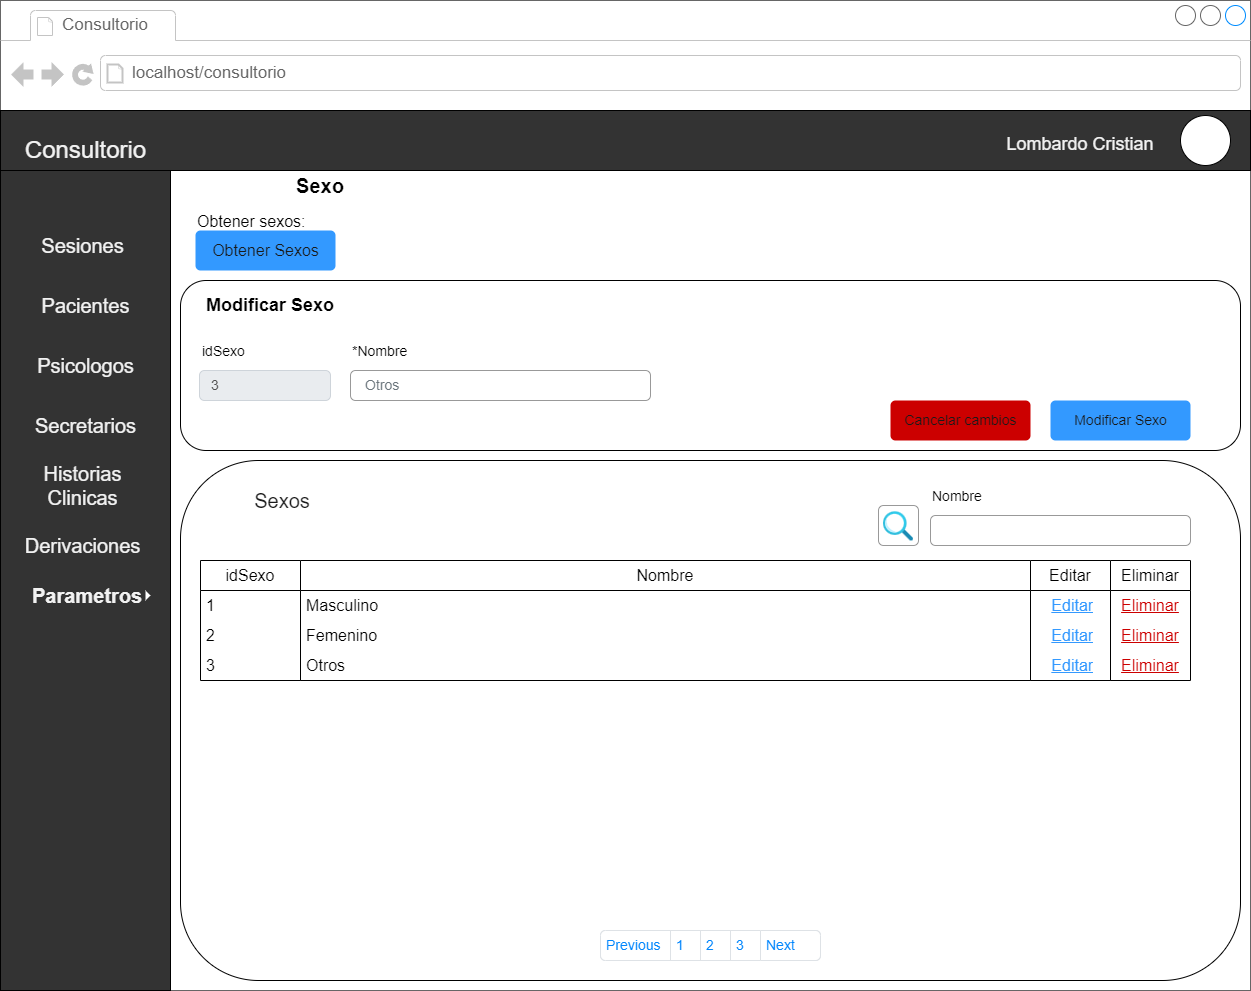 Consultorio
localhost/consultorio
Consultorio
Lombardo Cristian
Sesiones
Pacientes
Psicologos
Secretarios
Historias
Clinicas
Derivaciones
Parametros
Sexo
Obtener sexos:
Obtener Sexos
Modificar Sexo
idSexo *Nombre
3 Otros
Cancelar cambios Modificar Sexo
Sexos
Nombre
idSexo Nombre Editar Eliminar
1 Masculino Editar Eliminar
2 Femenino Editar Eliminar
3 Otros Editar Eliminar
Previous 1 2 3 Next